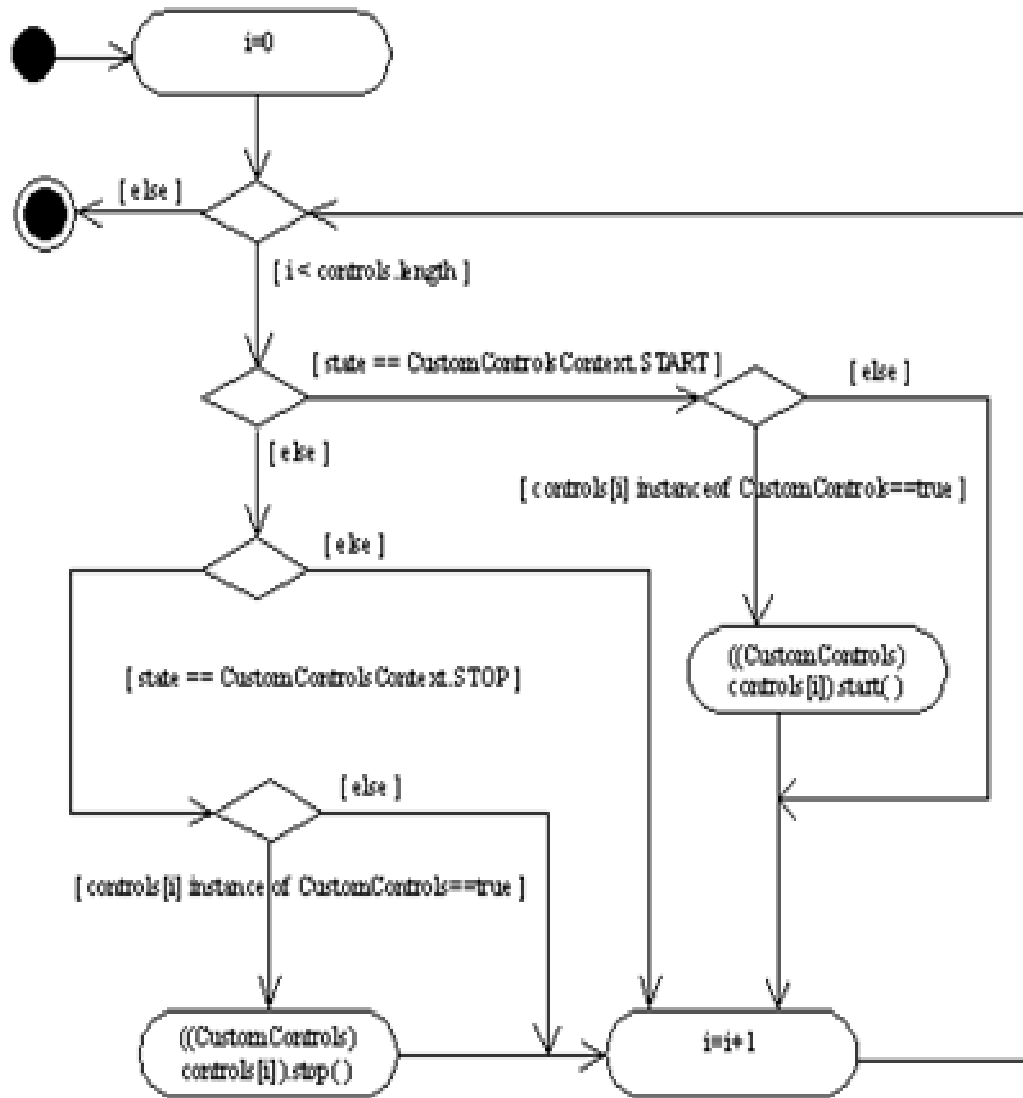 i=0
[ else ]
[ i < controls.length ]
[ state == CustomControlsContext.START ]
[ else ]
[ else ]
[ controls[i] instanceof CustomControls==true ]
[ else ]
((CustomControls)
controls[i]).start( )
[ state == CustomControlsContext.STOP ]
[ else ]
[ controls[i] instance of CustomControls==true ]
((CustomControls)
controls[i]).stop( )
i=i+1